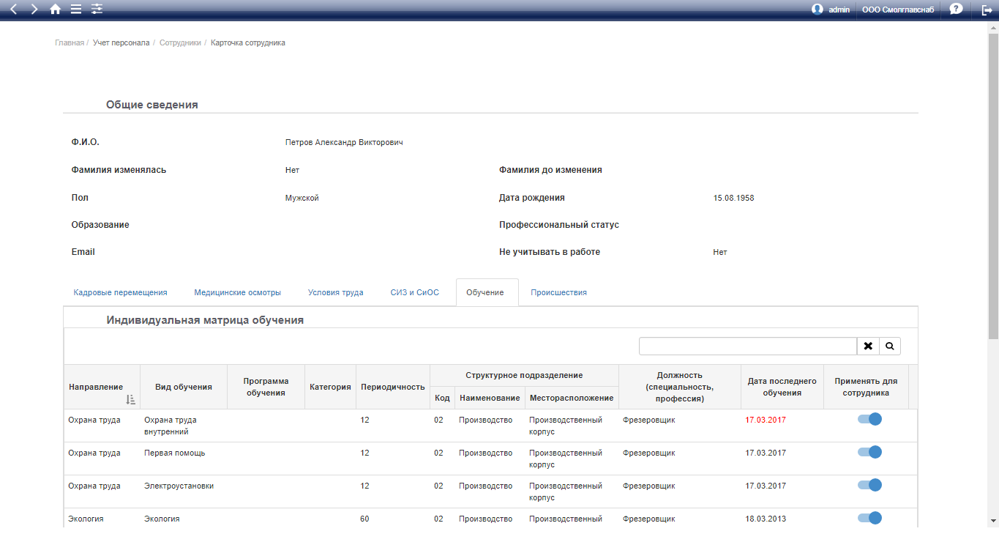 admin ООО Смолглавснаб ?
Главная / Учет персонала / Сотрудники / Карточка сотрудника
Общие сведения
Ф.И.О. Петров Александр Викторович
Фамилия изменялась Нет Фамилия до изменения
Пол Мужской Дата рождения 15.08.1958
Образование Профессиональный статус
Email Не учитывать в работе Нет
Кадровые перемещения Медицинские осмотры Условия труда СИЗ и СиОС Обучение Происшествия
Индивидуальная матрица обучения
Направление Вид обучения Программа обучения Категория Периодичность Структурное подразделение Должность (специальность, профессия) Дата последнего обучения Применять для сотрудника
Код Наименование Месторасположение
Охрана труда Охрана труда внутренний 12 02 Производство Производственный корпус Фрезеровщик 17.03.2017
Охрана труда Первая помощь 12 02 Производство Производственный корпус Фрезеровщик 17.03.2017
Охрана труда Электроустановки 12 02 Производство Производственный корпус Фрезеровщик 17.03.2017
Экология Экология 60 02 Производство Производственный Фрезеровщик 18.03.2013